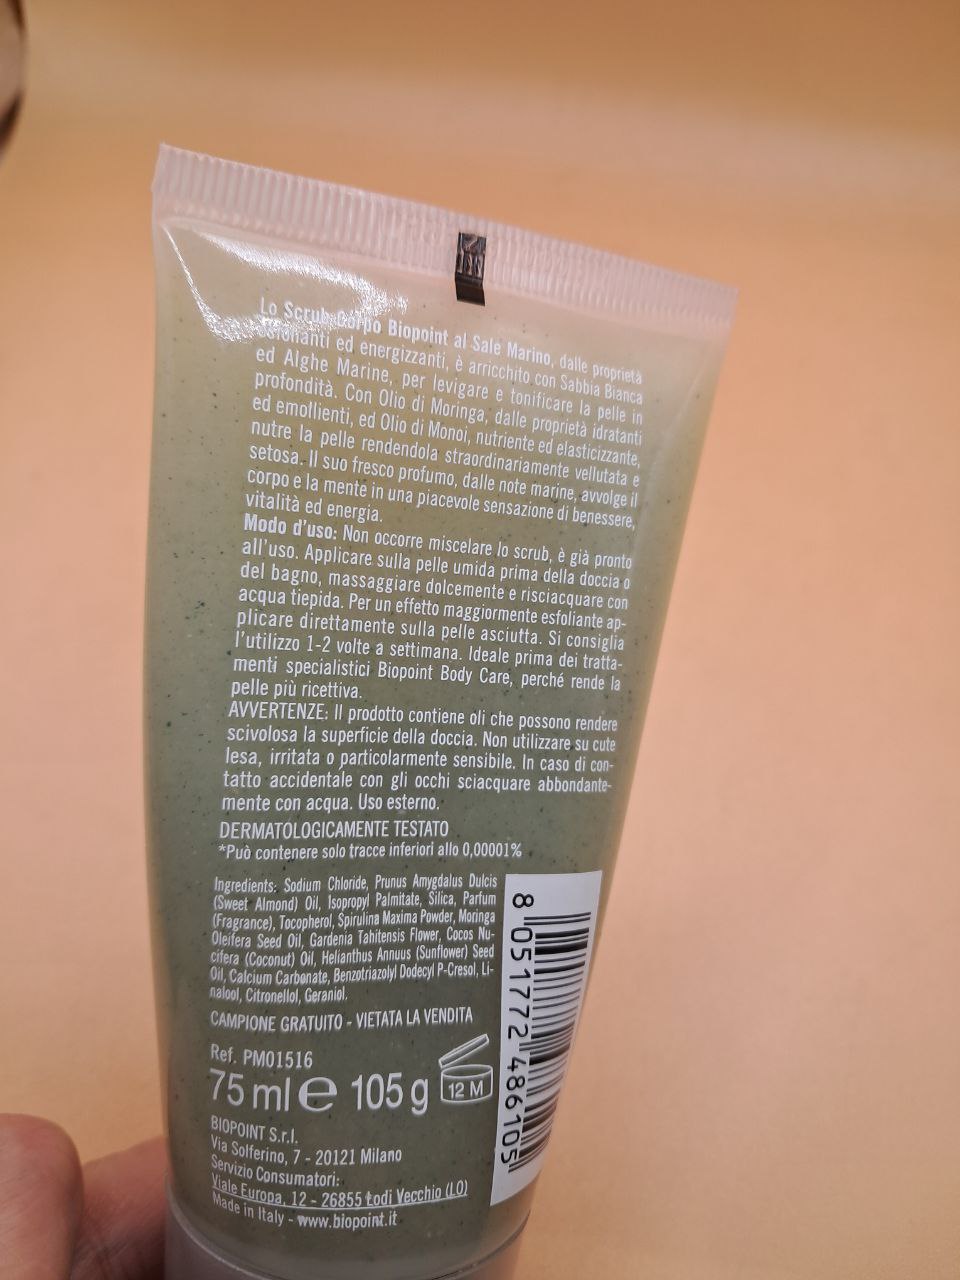 Lo Scrub Corpo Biopoint al Sale Marino, dalle proprietà
ed energizzanti, è arricchito con Sabbia Bianca
ed Alghe Marine, per levigare e tonificare la pelle in
profondità. Con Olio di Moringa, dalle proprietà idratanti
ed emollienti, ed Olio di Monoi, nutriente ed elasticizzante,
nutre la pelle rendendola straordinariamente vellutata e
setosa. Il suo fresco profumo, dalle note marine, avvolge il
corpo e la mente in una piacevole sensazione di benessere,
vitalità ed energia.
Modo d'uso: Non occorre miscelare lo scrub, è già pronto
all'uso. Applicare sulla pelle umida prima della doccia o
del bagno, massaggiare dolcemente e risciacquare con
acqua tiepida. Per un effetto maggiormente esfoliante ap-
plicare direttamente sulla pelle asciutta. Si consiglia
l'utilizzo 1-2 volte a settimana. Ideale prima dei tratta-
menti specialistici Biopoint Body Care, perché rende la
pelle più ricettiva.
AVVERTENZE: Il prodotto contiene oli che possono rendere
scivolosa la superficie della doccia. Non utilizzare su cute
lesa, irritata o particolarmente sensibile. In caso di con-
tatto accidentale con gli occhi sciacquare abbondante-
mente con acqua. Uso esterno.
DERMATOLOGICAMENTE TESTATO
*Può contenere solo tracce inferiori allo 0,00001%
Ingredients: Sodium Chloride, Prunus Amygdalus Dulcis
(Sweet Almond) Oil, Isopropyl Palmitate, Silica, Parfum
(Fragrance), Tocopherol, Spirulina Maxima Powder, Moringa
Oleifera Seed Oil, Gardenia Tahitensis Flower, Cocos Nu-
cifera (Coconut) Oil, Helianthus Annuus (Sunflower) Seed
Oil, Calcium Carbonate, Benzotriazolyl Dodecyl P-Cresol, Li-
nalool, Citronellol, Geraniol.
CAMPIONE GRATUITO - VIETATA LA VENDITA
Ref. PM01516
75 ml e 105 g
12 M
BIOPOINT S.r.l.
Via Solferino, 7 - 20121 Milano
Servizio Consumatori:
Viale Europa, 12 - 26855 Lodi Vecchio (LO)
Made in Italy - www.biopoint.it
8 051772 486105